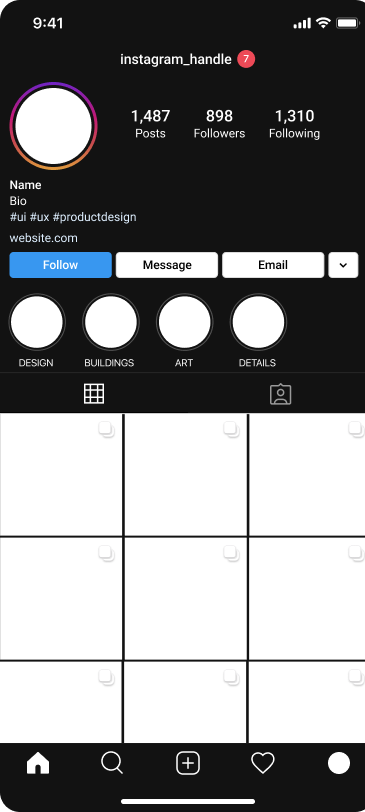 9:41
instagram_handle 7
1,487 898 1,310
Posts Followers Following
Name
Bio
#ui #ux #productdesign
website.com
Follow Message Email
DESIGN BUILDINGS ART DETAILS